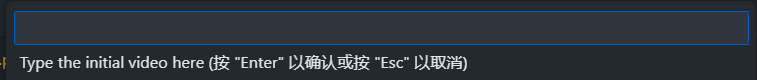 Type the initial video here (按 "Enter" 以确认或按 "Esc" 以取消)